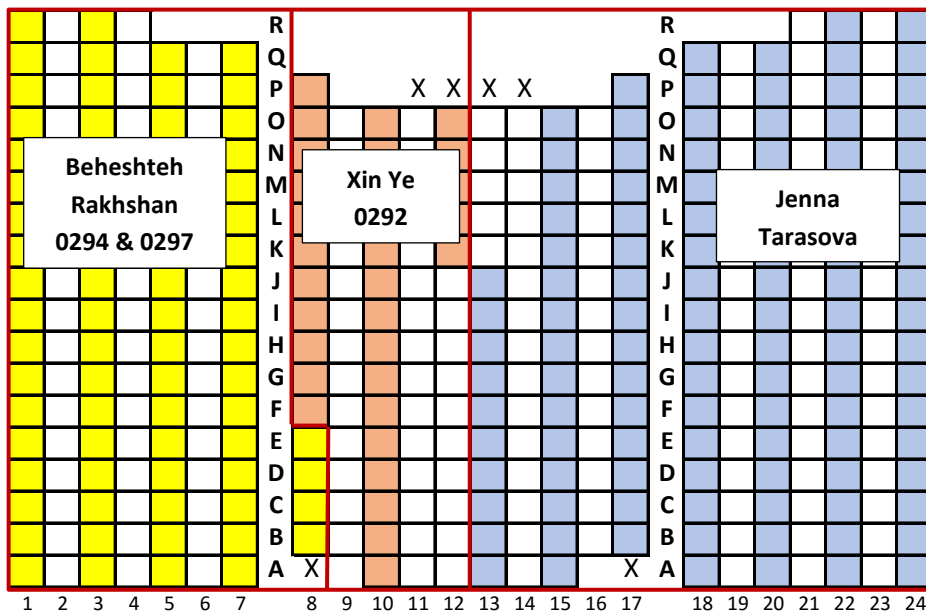 R R
Q Q
P X X X X P
O O
N N
M M
L L
K K
Beheshteh
Rakhshan
0294 & 0297
Xin Ye
0292
Jenna
Tarasova
J J
I I
H H
G G
F F
E E
D D
C C
B B
A X X A
1 2 3 4 5 6 7 8 9 10 11 12 13 14 15 16 17 18 19 20 21 22 23 24